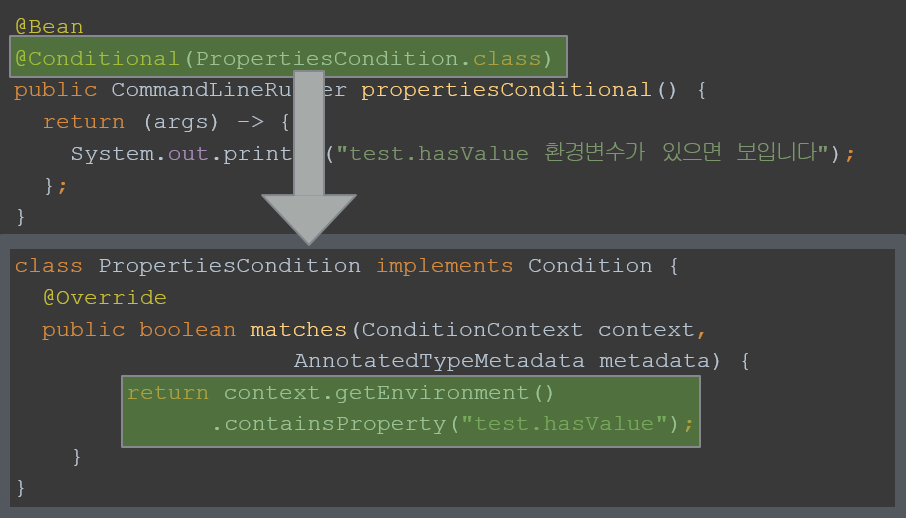 @Bean
@Conditional(PropertiesCondition.class)
public CommandLineRu er propertiesConditional() {
return (args) -> {
System.out.print ("test.hasValue 환경변수가 있으면 보입니다");
};
}
class PropertiesCondition implements Condition {
@Override
public boolean matches(ConditionContext context,
AnnotatedTypeMetadata metadata) {
return context.getEnvironment()
.containsProperty("test.hasValue");
}
}